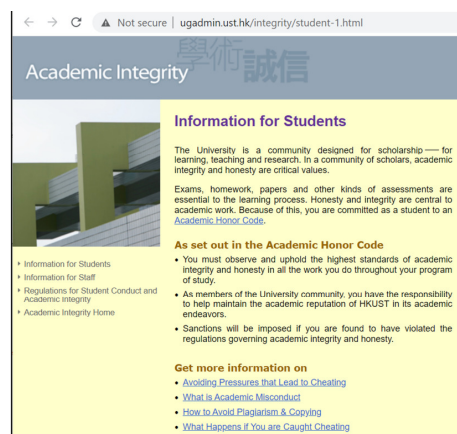 Not secure | ugadmin.ust.hk/integrity/student-1.html
學術誠信
Academic Integrity
Information for Students
The University is a community designed for scholarship — for
learning, teaching and research. In a community of scholars, academic
integrity and honesty are critical values.
Exams, homework, papers and other kinds of assessments are
essential to the learning process. Honesty and integrity are central to
academic work. Because of this, you are committed as a student to an
Academic Honor Code.
As set out in the Academic Honor Code
• You must observe and uphold the highest standards of academic
integrity and honesty in all the work you do throughout your program
of study.
• As members of the University community, you have the responsibility
to help maintain the academic reputation of HKUST in its academic
endeavors.
• Sanctions will be imposed if you are found to have violated the
regulations governing academic integrity and honesty.
Get more information on
• Avoiding Pressures that Lead to Cheating
• What is Academic Misconduct
• How to Avoid Plagiarism & Copying
• What Happens if You are Caught Cheating
Information for Students
Information for Staff
Regulations for Student Conduct and
Academic Integrity
Academic Integrity Home